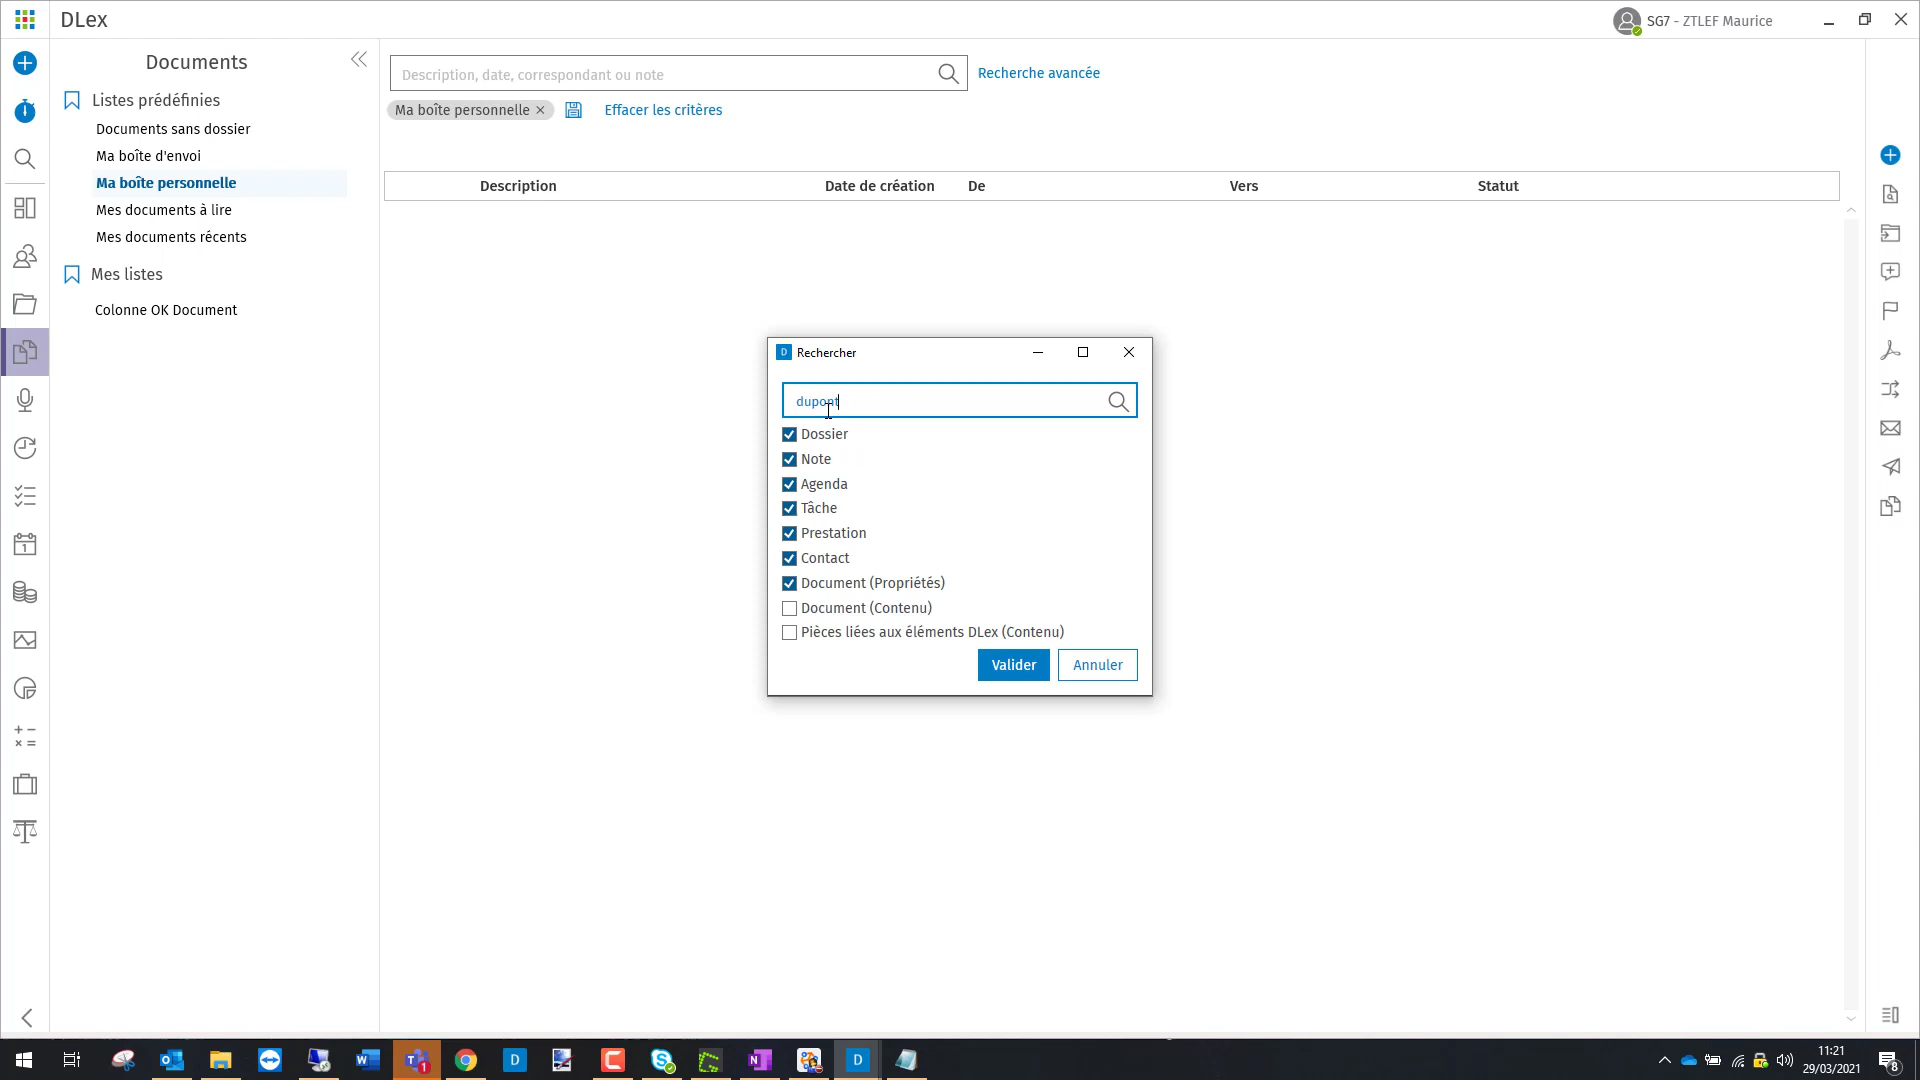 DLex
SG7 - ZTLEF Maurice
Documents
Listes prédéfinies
Documents sans dossier
Ma boîte d'envoi
Ma boîte personnelle
Mes documents à lire
Mes documents récents
Mes listes
Colonne OK Document
Description, date, correspondant ou note
Recherche avancée
Ma boîte personnelle
Effacer les critères
Description Date de création De Vers Statut
D Rechercher
dupont
Dossier
Note
Agenda
Tâche
Prestation
Contact
Document (Propriétés)
Document (Contenu)
Pièces liées aux éléments DLex (Contenu)
Valider Annuler
11:21
29/03/2021
8